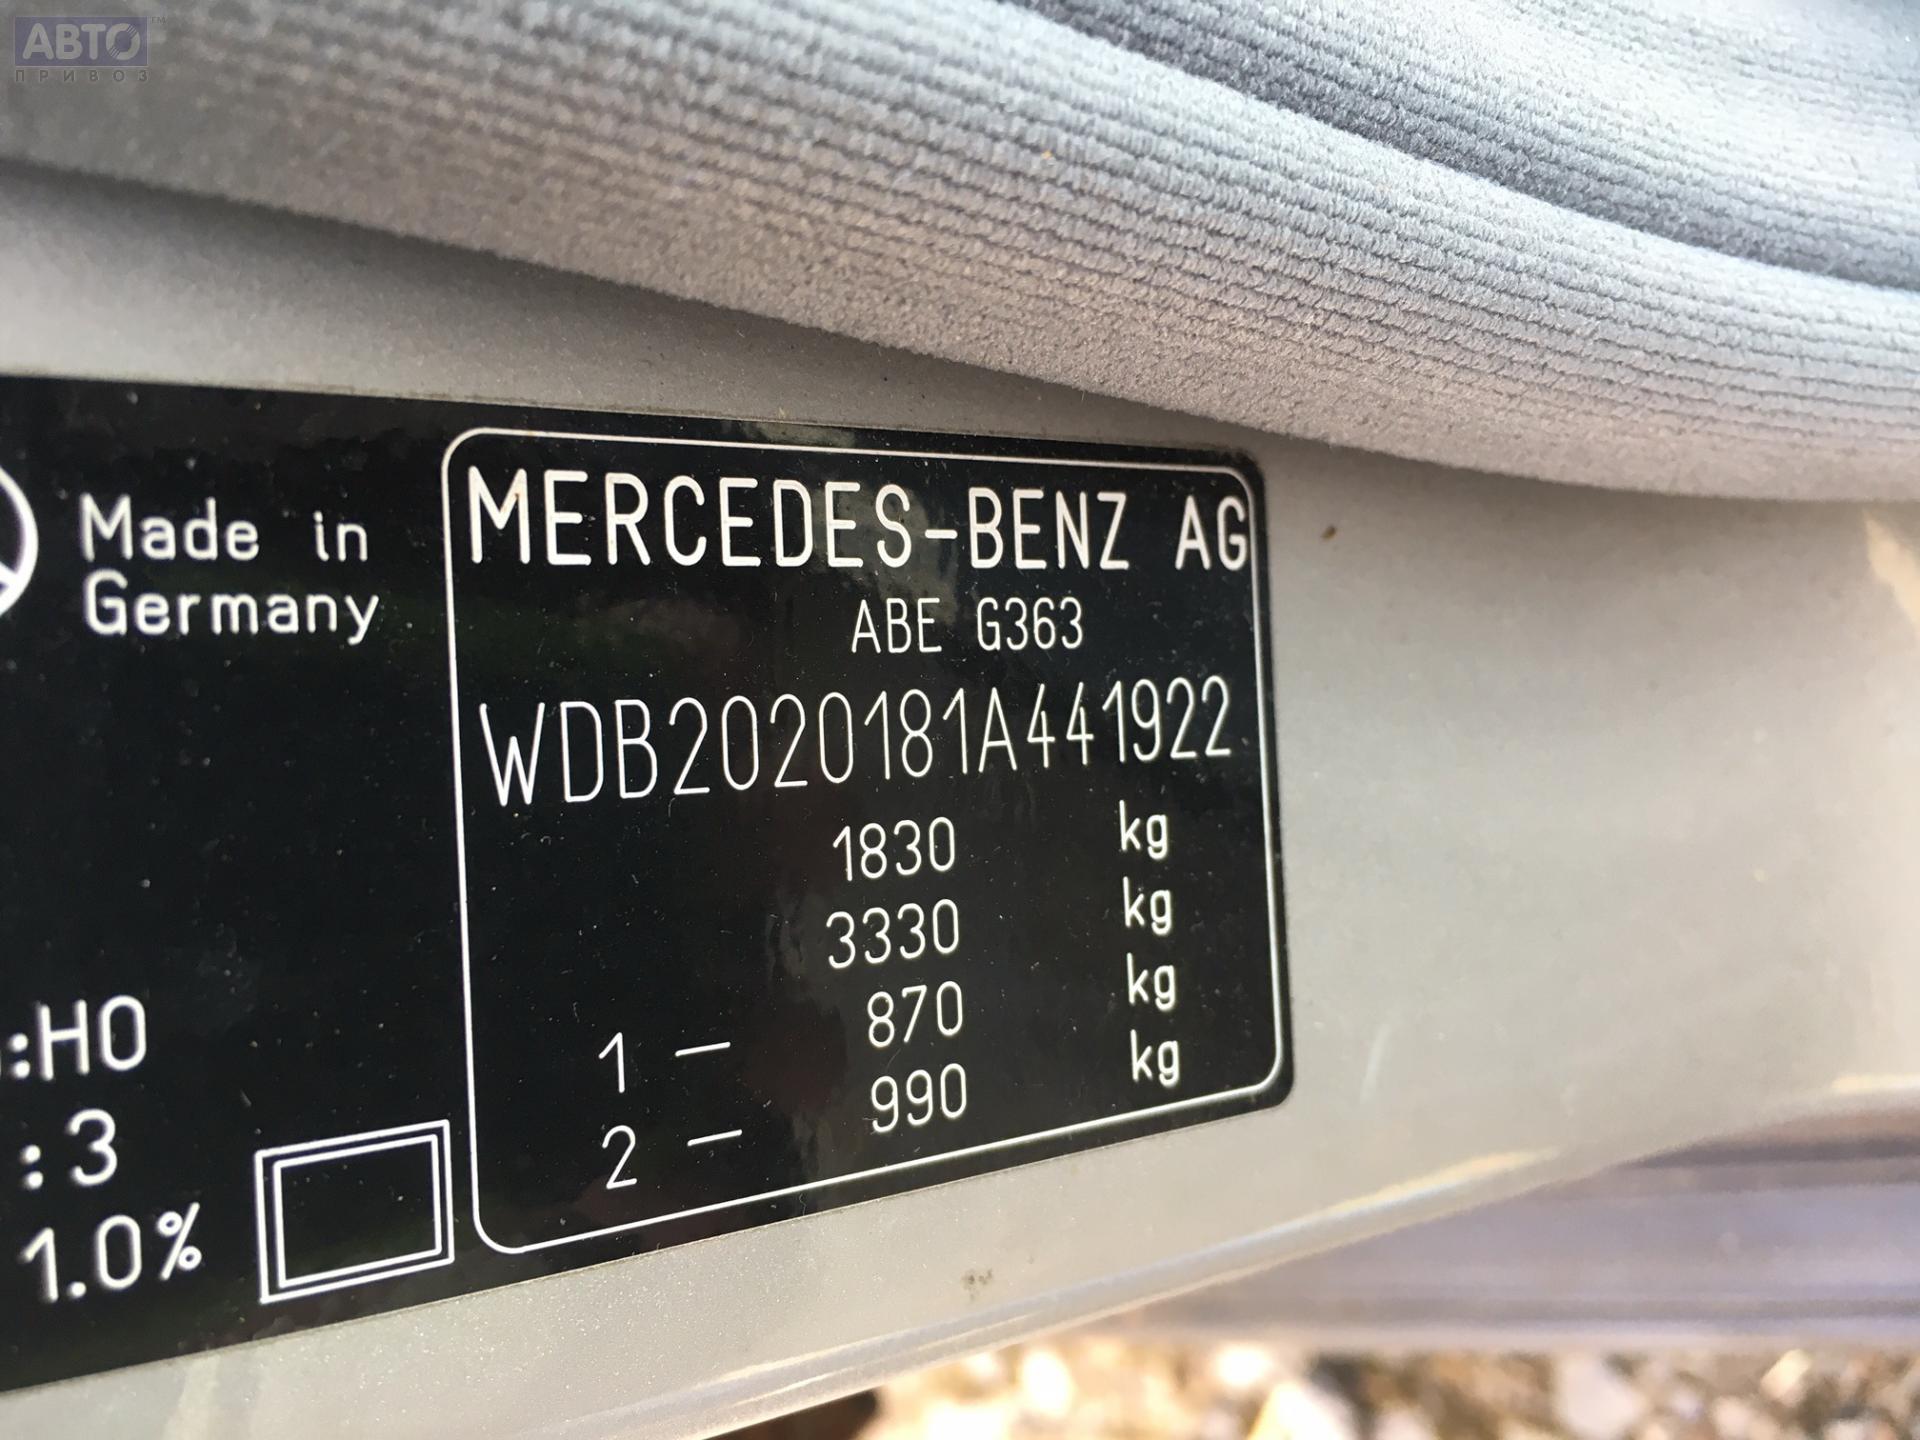 АВТО™
ПРИВОЗ
Made in
Germany
MERCEDES-BENZ AG
ABE G363
WDB2020181A441922
1830 kg
3330 kg
1 – 870 kg
2 – 990 kg
:H0
:3
1.0%